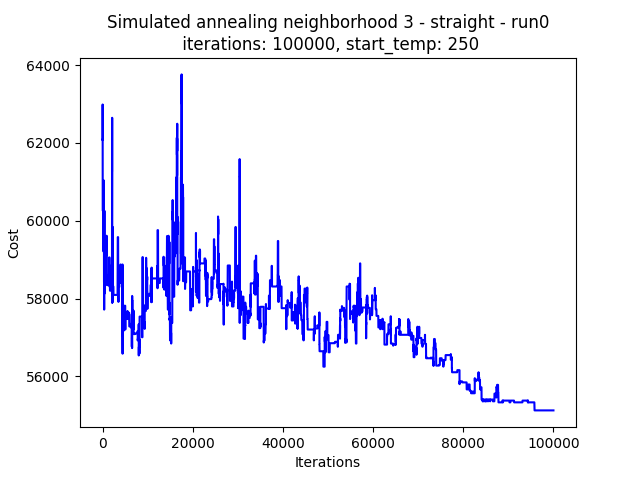 Simulated annealing neighborhood 3 - straight - run0
iterations: 100000, start_temp: 250
64000
62000
60000
58000
56000
Cost
0
20000
40000
60000
80000
100000
Iterations